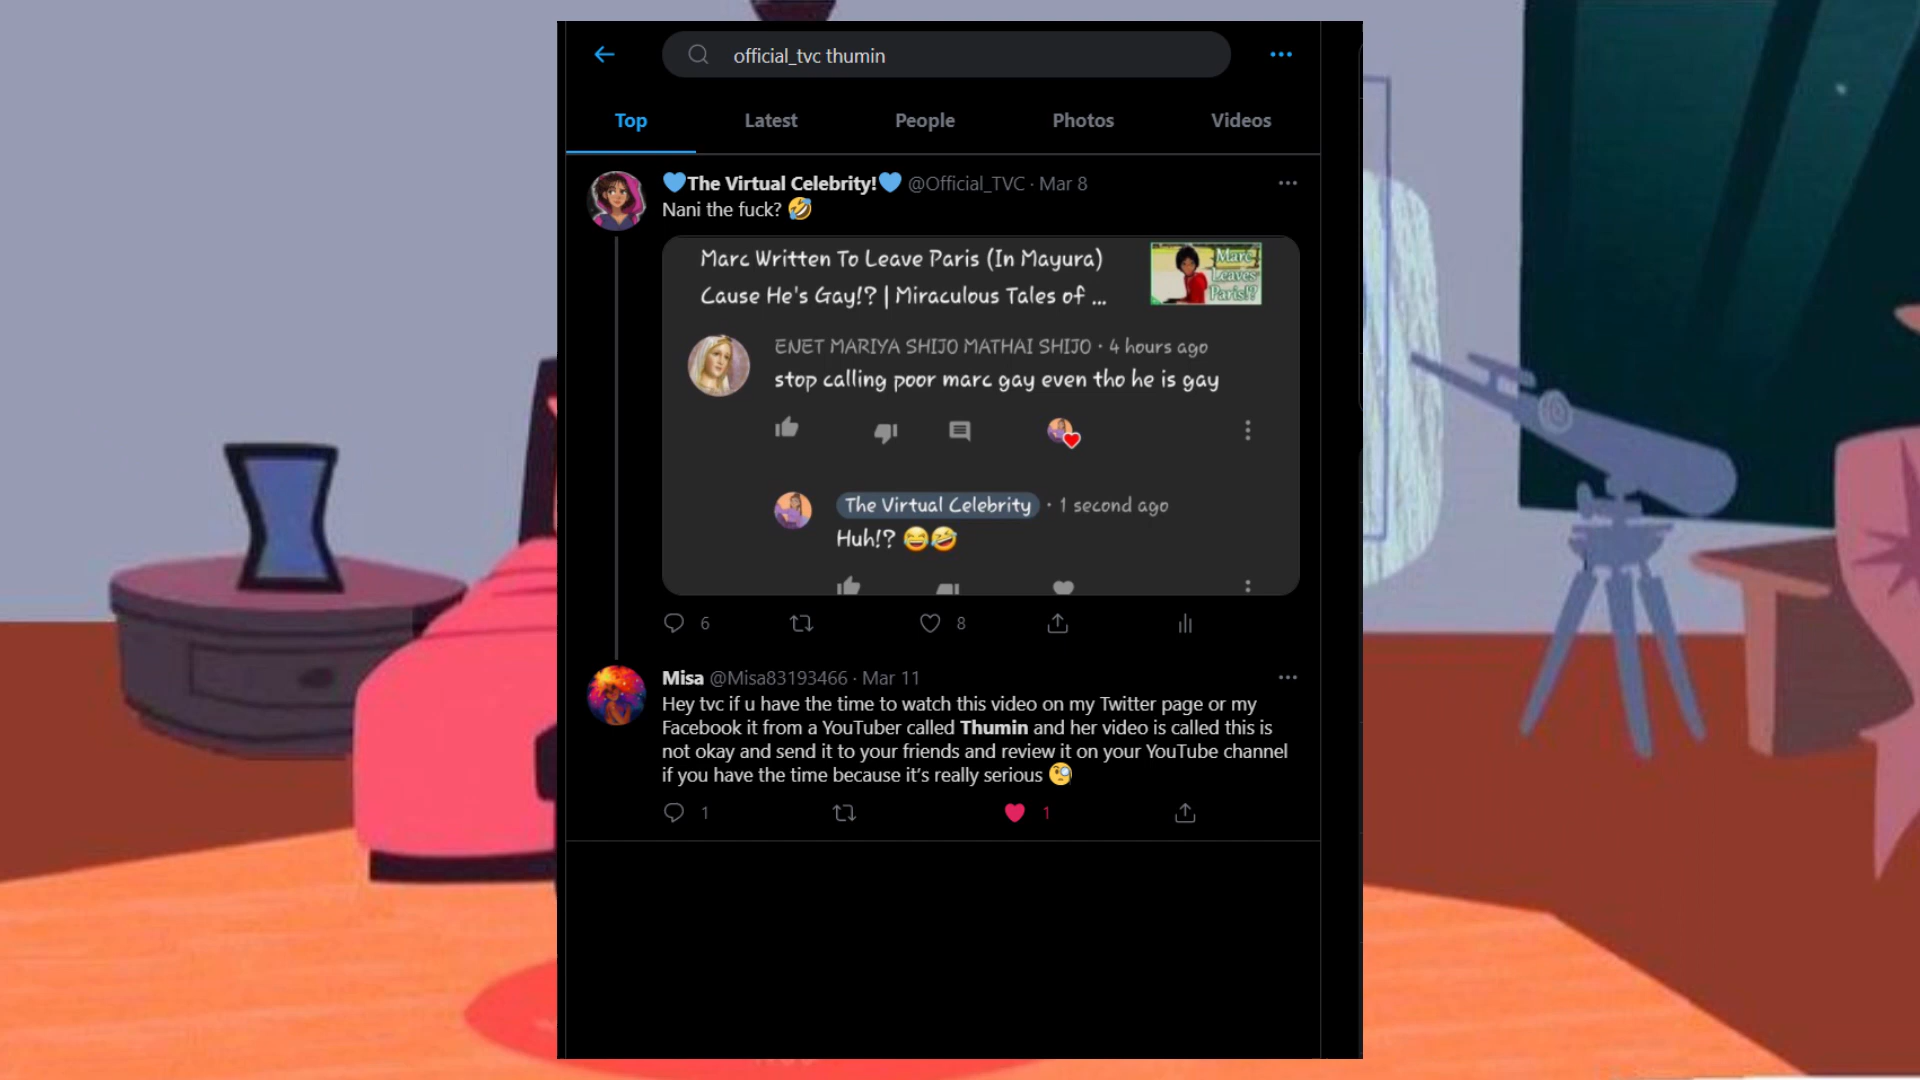 official_tvc thumin
Top Latest People Photos Videos
💙The Virtual Celebrity!💙 @Official_TVC · Mar 8
Nani the fuck? 🤣
Marc Written To Leave Paris (In Mayura)
Cause He's Gay!? | Miraculous Tales of ...
Marc
Leaves
Paris!?
ENET MARIYA SHIJO MATHAI SHIJO · 4 hours ago
stop calling poor marc gay even tho he is gay
The Virtual Celebrity · 1 second ago
Huh!? 😂🤣
6 8
Misa @Misa83193466 · Mar 11
Hey tvc if u have the time to watch this video on my Twitter page or my
Facebook it from a YouTuber called Thumin and her video is called this is
not okay and send it to your friends and review it on your YouTube channel
if you have the time because it's really serious 🧐
1 1